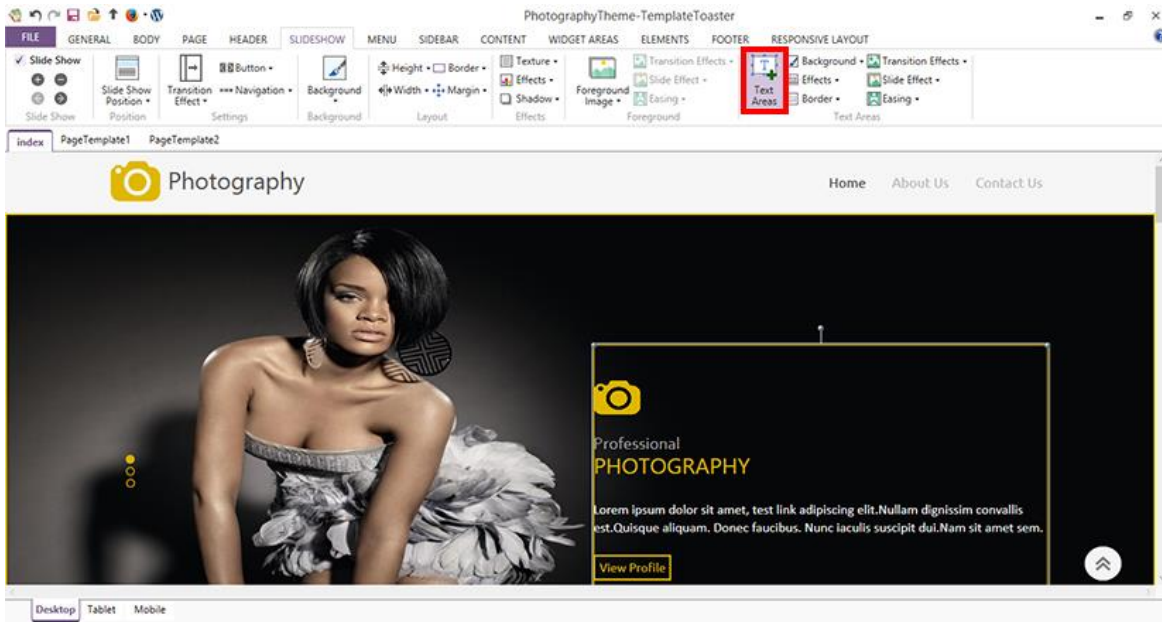 PhotographyTheme-TemplateToaster
FILE GENERAL BODY PAGE HEADER SLIDESHOW MENU SIDEBAR CONTENT WIDGET AREAS ELEMENTS FOOTER RESPONSIVE LAYOUT
Slide Show
Slide Show Position
Transition Effect
Button
Navigation
Background
Height Border
Width Margin
Texture
Effects
Shadow
Foreground Image
Transition Effects
Slide Effect
Easing
Text Areas
Background Transition Effects
Effects Slide Effect
Border Easing
Slide Show Position Settings Background Layout Effects Foreground Text Areas
index PageTemplate1 PageTemplate2
Photography
Home About Us Contact Us
Professional
PHOTOGRAPHY
Lorem ipsum dolor sit amet, test link adipiscing elit.Nullam dignissim convallis
est.Quisque aliquam. Donec faucibus. Nunc iaculis suscipit dui.Nam sit amet sem.
View Profile
Desktop Tablet Mobile